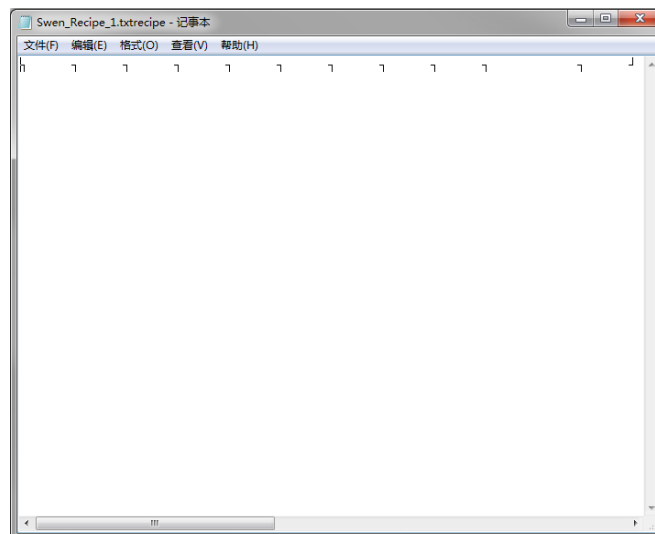 Swen_Recipe_1.txtrecipe - 记事本
文件(F) 编辑(E) 格式(O) 查看(V) 帮助(H)
┐ ┐ ┐ ┐ ┐ ┐ ┐ ┐ ┐ ┐ ┐ ┘